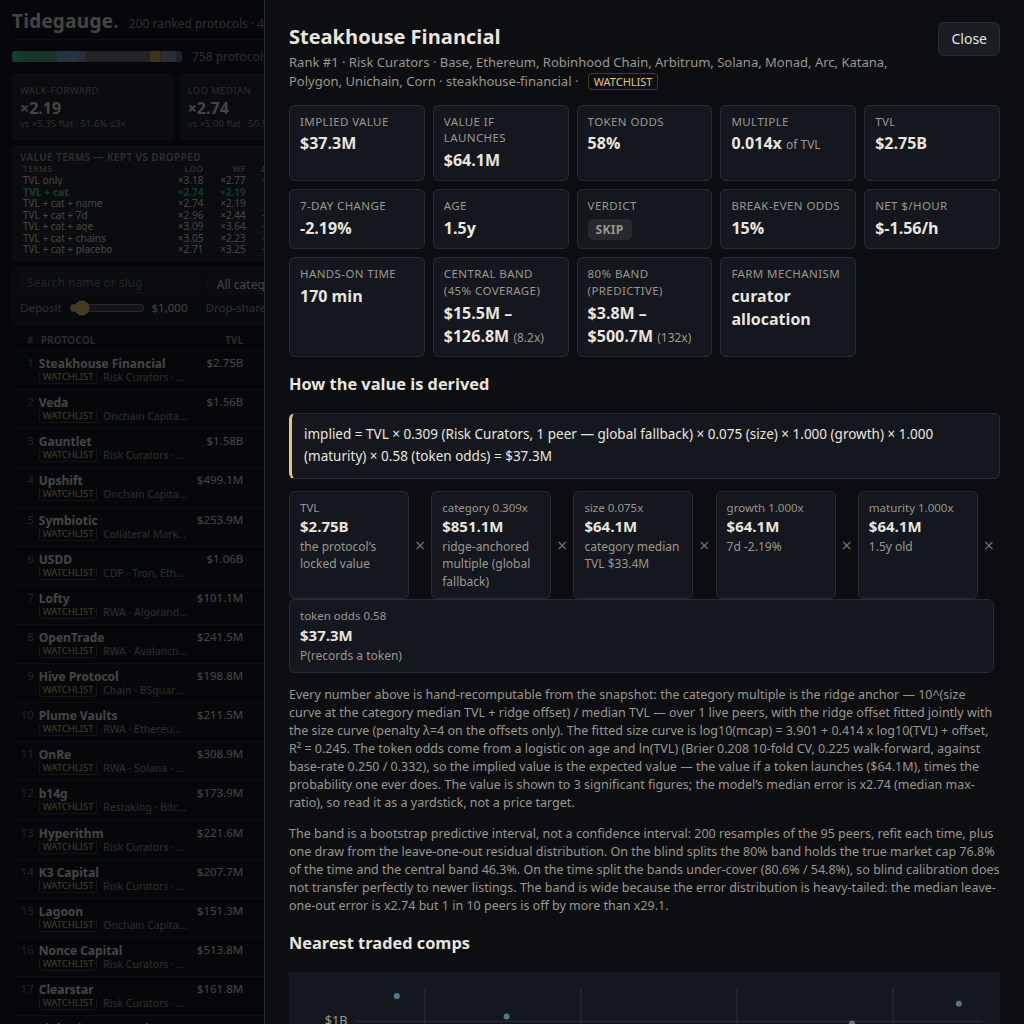 Tidegauge. 200 ranked protocols · 4
758 protocol
WALK-FORWARD
×2.19
vs ×5.35 flat · 51.6% ≤3×
LOO MEDIAN
×2.74
vs ×5.00 flat · 50.5
VALUE TERMS — KEPT VS DROPPED
TERMS LOO WF
TVL only ×3.18 ×2.77
TVL + cat ×2.74 ×2.19
TVL + cat + name ×2.74 ×2.19
TVL + cat + 7d ×2.96 ×2.44
TVL + cat + age ×3.09 ×3.64
TVL + cat + chains ×3.05 ×2.23
TVL + cat + placebo ×2.71 ×3.25
Search name or slug
All categ
Deposit $1,000 Drop-share
# PROTOCOL TVL
1 Steakhouse Financial $2.75B
WATCHLIST Risk Curators · ...
2 Veda $1.56B
WATCHLIST Onchain Capita...
3 Gauntlet $1.58B
WATCHLIST Risk Curators · ...
4 Upshift $499.1M
WATCHLIST Onchain Capita...
5 Symbiotic $253.9M
WATCHLIST Collateral Mark...
6 USDD $1.06B
WATCHLIST CDP · Tron, Eth...
7 Lofty $101.1M
WATCHLIST RWA · Algorand...
8 OpenTrade $241.5M
WATCHLIST RWA · Avalanch...
9 Hive Protocol $198.8M
WATCHLIST Chain · BSquar...
10 Plume Vaults $211.5M
WATCHLIST RWA · Ethereu...
11 OnRe $308.9M
WATCHLIST RWA · Solana · ...
12 b14g $173.9M
WATCHLIST Restaking · Bitc...
13 Hyperithm $221.6M
WATCHLIST Risk Curators · ...
14 K3 Capital $207.7M
WATCHLIST Risk Curators · ...
15 Lagoon $151.3M
WATCHLIST Onchain Capita...
16 Nonce Capital $513.8M
WATCHLIST Risk Curators · ...
17 Clearstar $161.8M
WATCHLIST Risk Curators · ...
Steakhouse Financial
Close
Rank #1 · Risk Curators · Base, Ethereum, Robinhood Chain, Arbitrum, Solana, Monad, Arc, Katana,
Polygon, Unichain, Corn · steakhouse-financial · WATCHLIST
IMPLIED VALUE
$37.3M
VALUE IF
LAUNCHES
$64.1M
TOKEN ODDS
58%
MULTIPLE
0.014x of TVL
TVL
$2.75B
7-DAY CHANGE
-2.19%
AGE
1.5y
VERDICT
SKIP
BREAK-EVEN ODDS
15%
NET $/HOUR
$-1.56/h
HANDS-ON TIME
170 min
CENTRAL BAND
(45% COVERAGE)
$15.5M –
$126.8M (8.2x)
80% BAND
(PREDICTIVE)
$3.8M –
$500.7M (132x)
FARM MECHANISM
curator
allocation
How the value is derived
implied = TVL × 0.309 (Risk Curators, 1 peer — global fallback) × 0.075 (size) × 1.000 (growth) × 1.000
(maturity) × 0.58 (token odds) = $37.3M
TVL
$2.75B
the protocol's
locked value
×
category 0.309x
$851.1M
ridge-anchored
multiple (global
fallback)
×
size 0.075x
$64.1M
category median
TVL $33.4M
×
growth 1.000x
$64.1M
7d -2.19%
×
maturity 1.000x
$64.1M
1.5y old
×
token odds 0.58
$37.3M
P(records a token)
Every number above is hand-recomputable from the snapshot: the category multiple is the ridge anchor — 10^(size
curve at the category median TVL + ridge offset) / median TVL — over 1 live peers, with the ridge offset fitted jointly with
the size curve (penalty λ=4 on the offsets only). The fitted size curve is log10(mcap) = 3.901 + 0.414 x log10(TVL) + offset,
R² = 0.245. The token odds come from a logistic on age and ln(TVL) (Brier 0.208 10-fold CV, 0.225 walk-forward, against
base-rate 0.250 / 0.332), so the implied value is the expected value — the value if a token launches ($64.1M), times the
probability one ever does. The value is shown to 3 significant figures; the model's median error is x2.74 (median max-
ratio), so read it as a yardstick, not a price target.
The band is a bootstrap predictive interval, not a confidence interval: 200 resamples of the 95 peers, refit each time, plus
one draw from the leave-one-out residual distribution. On the blind splits the 80% band holds the true market cap 76.8%
of the time and the central band 46.3%. On the time split the bands under-cover (80.6% / 54.8%), so blind calibration does
not transfer perfectly to newer listings. The band is wide because the error distribution is heavy-tailed: the median leave-
one-out error is x2.74 but 1 in 10 peers is off by more than x29.1.
Nearest traded comps
$1B